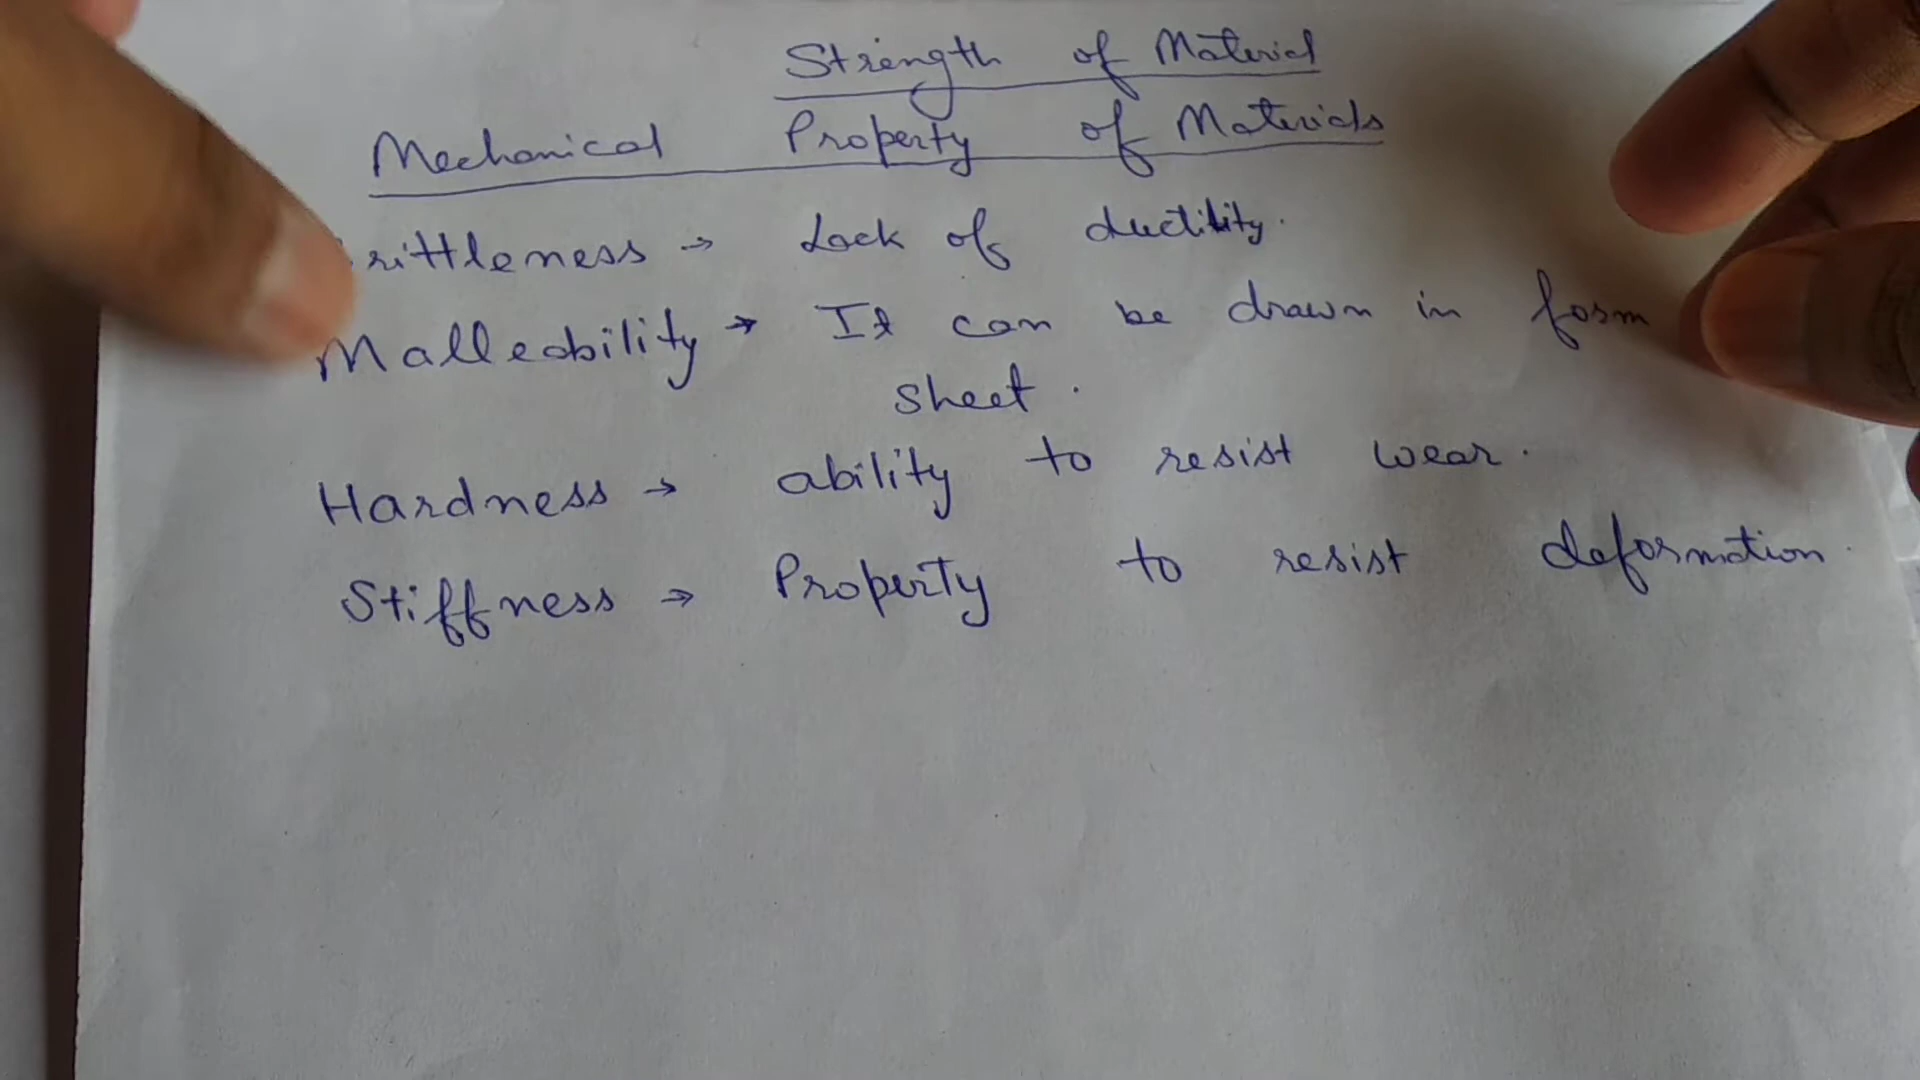 Strength of Material
Mechanical Property of Materials
rittleness → Lack of ductility.
Malleability → It can be drawn in form
sheet.
Hardness → ability to resist wear.
Stiffness → Property to resist deformation.